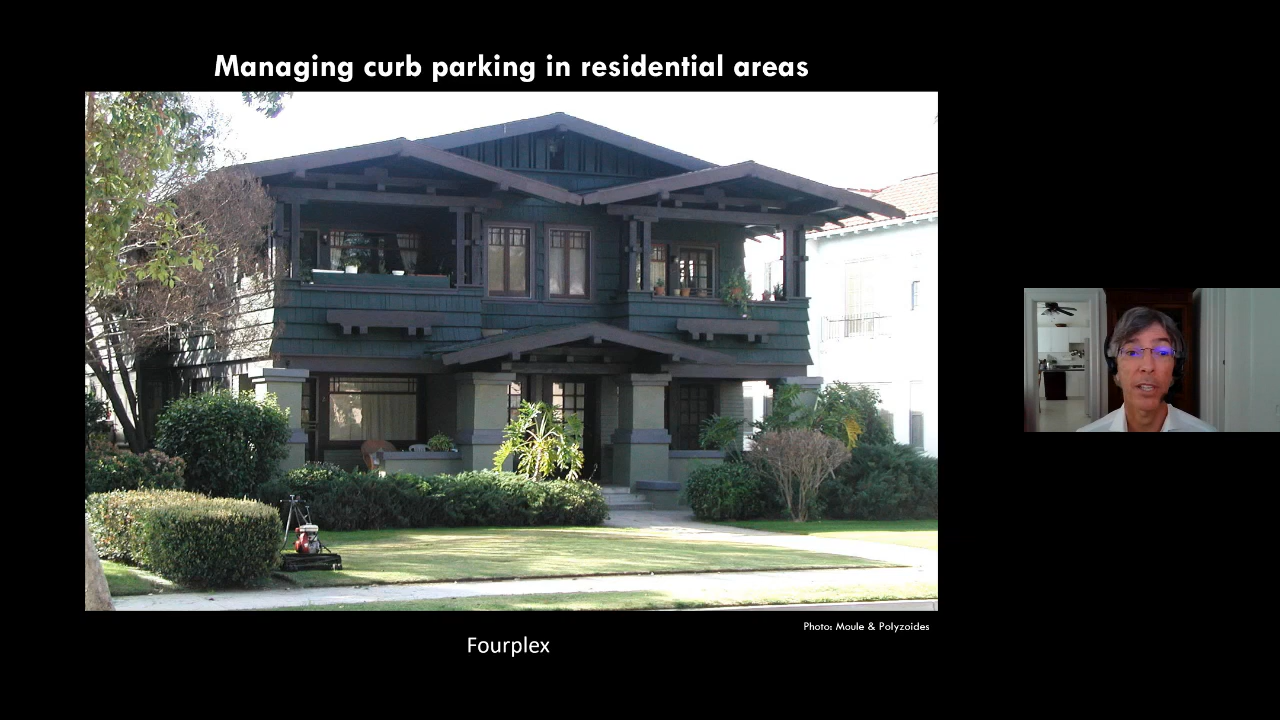 Managing curb parking in residential areas
Photo: Moule & Polyzoides
Fourplex